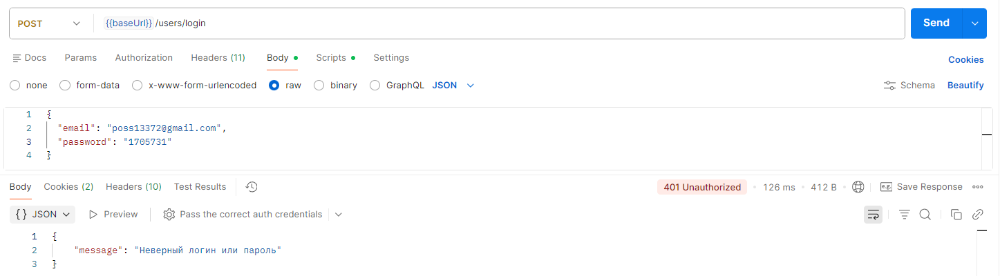 POST {{baseUrl}} /users/login Send
Docs Params Authorization Headers (11) Body Scripts Settings Cookies
none form-data x-www-form-urlencoded raw binary GraphQL JSON Schema Beautify
1 {
2 "email": "poss13372@gmail.com",
3 "password": "1705731"
4 }
Body Cookies (2) Headers (10) Test Results 401 Unauthorized 126 ms 412 B e.g. Save Response
{} JSON Preview Pass the correct auth credentials
1 {
2 "message": "Неверный логин или пароль"
3 }